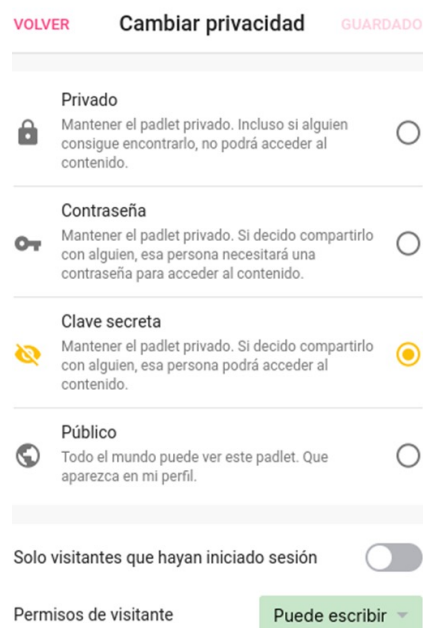 VOLVER Cambiar privacidad GUARDADO
Privado
Mantener el padlet privado. Incluso si alguien
consigue encontrarlo, no podrá acceder al
contenido.
Contraseña
Mantener el padlet privado. Si decido compartirlo
con alguien, esa persona necesitará una
contraseña para acceder al contenido.
Clave secreta
Mantener el padlet privado. Si decido compartirlo
con alguien, esa persona podrá acceder al
contenido.
Público
Todo el mundo puede ver este padlet. Que
aparezca en mi perfil.
Solo visitantes que hayan iniciado sesión
Permisos de visitante Puede escribir